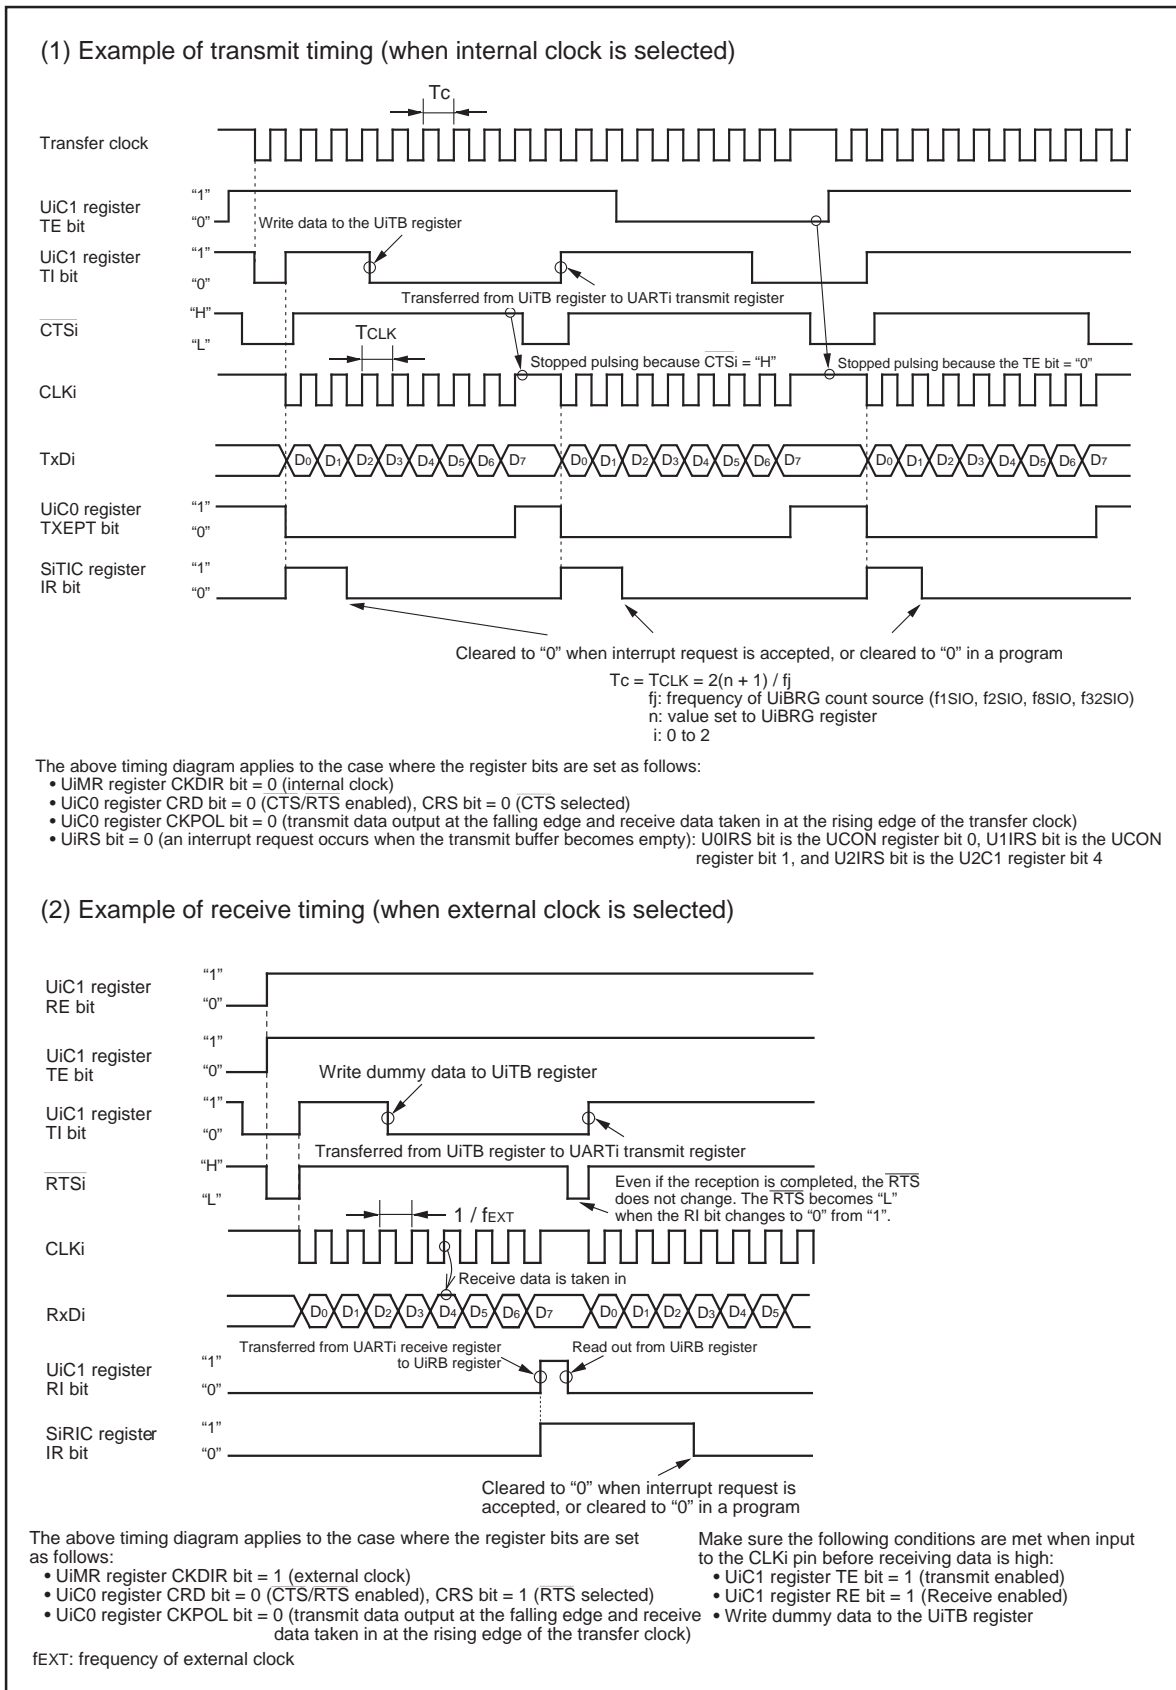 (1) Example of transmit timing (when internal clock is selected)
Tc
Transfer clock
UiC1 register
TE bit
“1”
“0”
Write data to the UiTB register
UiC1 register
TI bit
“1”
“0”
Transferred from UiTB register to UARTi transmit register
CTSi
“H”
“L”
TCLK
Stopped pulsing because CTSi = “H”
Stopped pulsing because the TE bit = “0”
CLKi
TxDi
D0 D1 D2 D3 D4 D5 D6 D7 D0 D1 D2 D3 D4 D5 D6 D7 D0 D1 D2 D3 D4 D5 D6 D7
UiC0 register
TXEPT bit
“1”
“0”
SiTIC register
IR bit
“1”
“0”
Cleared to “0” when interrupt request is accepted, or cleared to “0” in a program
Tc = TCLK = 2(n + 1) / fj
fj: frequency of UiBRG count source (f1SIO, f2SIO, f8SIO, f32SIO)
n: value set to UiBRG register
i: 0 to 2
The above timing diagram applies to the case where the register bits are set as follows:
• UiMR register CKDIR bit = 0 (internal clock)
• UiC0 register CRD bit = 0 (CTS/RTS enabled), CRS bit = 0 (CTS selected)
• UiC0 register CKPOL bit = 0 (transmit data output at the falling edge and receive data taken in at the rising edge of the transfer clock)
• UiRS bit = 0 (an interrupt request occurs when the transmit buffer becomes empty): U0IRS bit is the UCON register bit 0, U1IRS bit is the UCON
register bit 1, and U2IRS bit is the U2C1 register bit 4
(2) Example of receive timing (when external clock is selected)
UiC1 register
RE bit
“1”
“0”
UiC1 register
TE bit
“1”
“0”
Write dummy data to UiTB register
UiC1 register
TI bit
“1”
“0”
Transferred from UiTB register to UARTi transmit register
RTSi
“H”
“L”
Even if the reception is completed, the RTS
does not change. The RTS becomes “L”
when the RI bit changes to “0” from “1”.
1 / fEXT
CLKi
Receive data is taken in
RxDi
D0 D1 D2 D3 D4 D5 D6 D7 D0 D1 D2 D3 D4 D5
Transferred from UARTi receive register
to UiRB register
Read out from UiRB register
UiC1 register
RI bit
“1”
“0”
SiRIC register
IR bit
“1”
“0”
Cleared to “0” when interrupt request is
accepted, or cleared to “0” in a program
The above timing diagram applies to the case where the register bits are set
as follows:
• UiMR register CKDIR bit = 1 (external clock)
• UiC0 register CRD bit = 0 (CTS/RTS enabled), CRS bit = 1 (RTS selected)
• UiC0 register CKPOL bit = 0 (transmit data output at the falling edge and receive
data taken in at the rising edge of the transfer clock)
fEXT: frequency of external clock
Make sure the following conditions are met when input
to the CLKi pin before receiving data is high:
• UiC1 register TE bit = 1 (transmit enabled)
• UiC1 register RE bit = 1 (Receive enabled)
• Write dummy data to the UiTB register